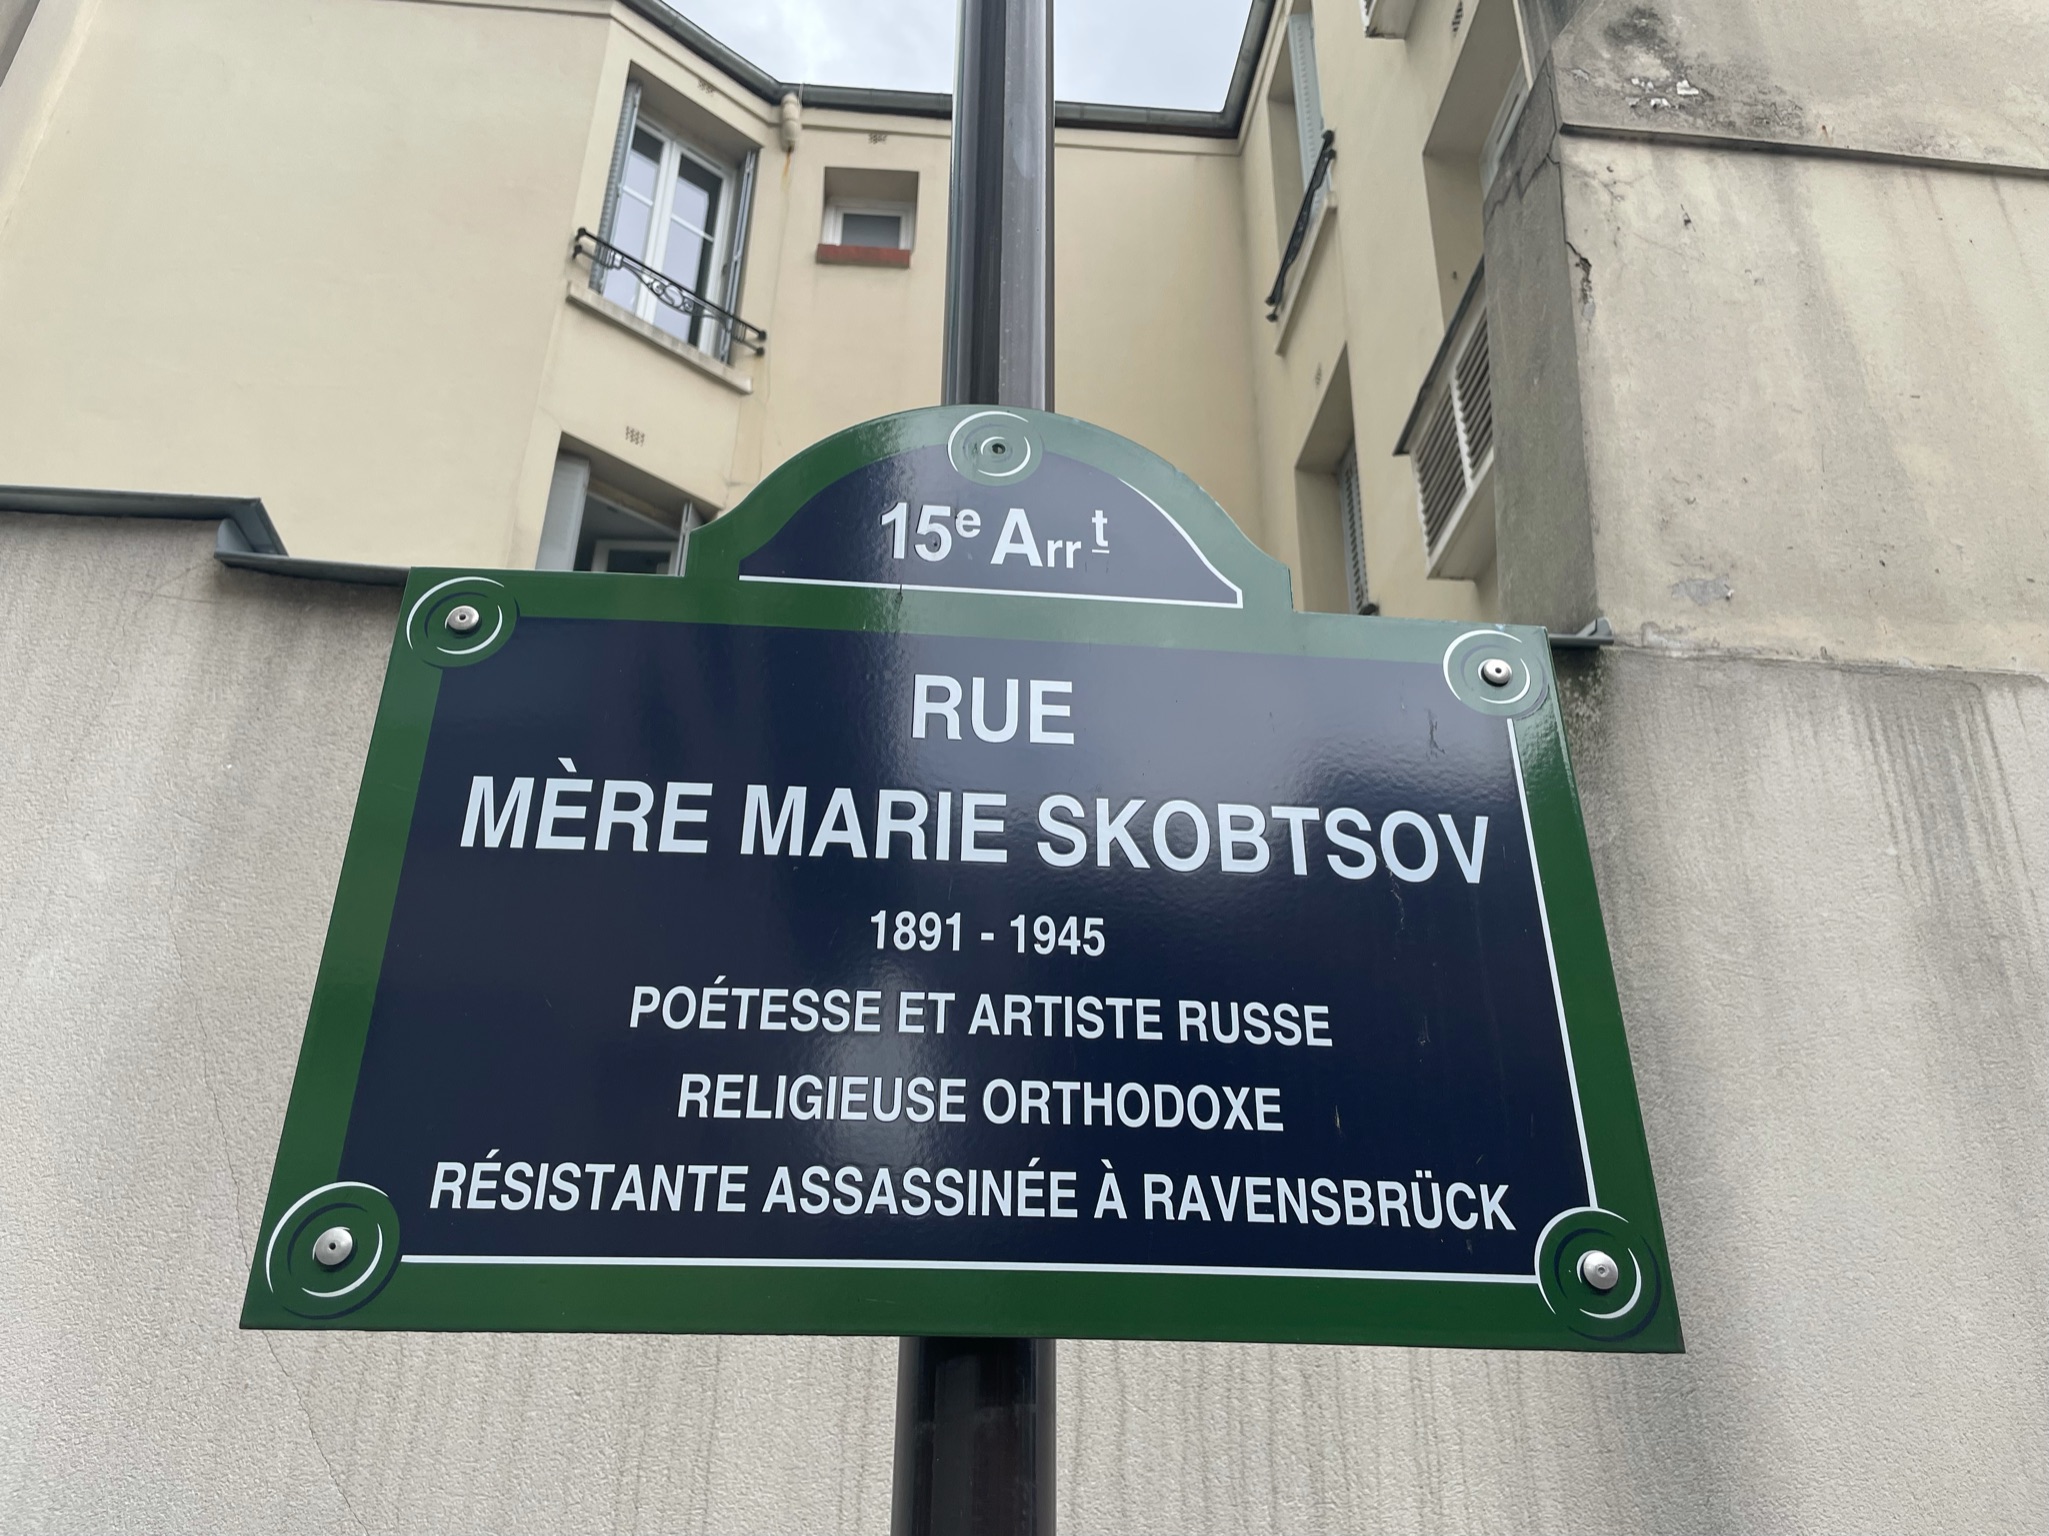 15e Arrt
RUE
MÈRE MARIE SKOBTSOV
1891 - 1945
POÉTESSE ET ARTISTE RUSSE
RELIGIEUSE ORTHODOXE
RÉSISTANTE ASSASSINÉE À RAVENSBRÜCK